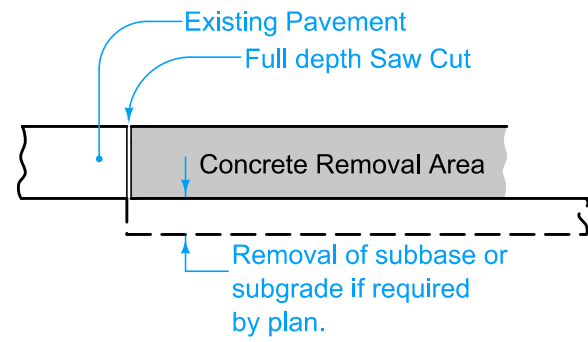 Existing Pavement
Full depth Saw Cut
Concrete Removal Area
Removal of subbase or
subgrade if required
by plan.